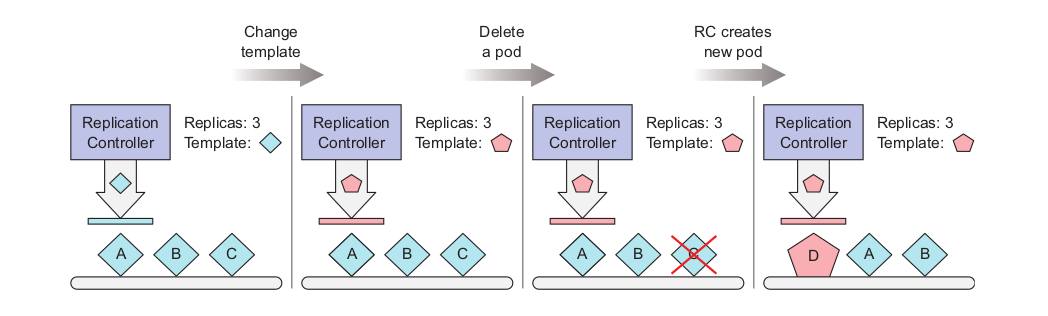 Change
template
Delete
a pod
RC creates
new pod
Replication
Controller
Replicas: 3
Template:
A
B
C
Replication
Controller
Replicas: 3
Template:
A
B
C
Replication
Controller
Replicas: 3
Template:
A
B
C
Replication
Controller
Replicas: 3
Template:
D
A
B